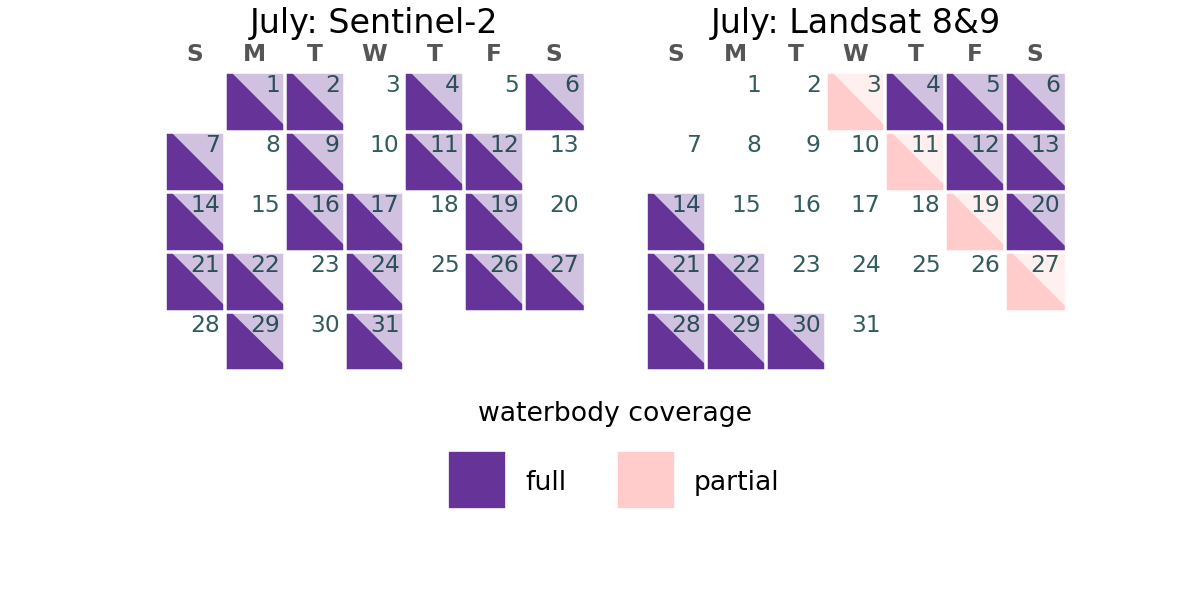 July: Sentinel-2
S M T W T F S
1 2 3 4 5 6
7 8 9 10 11 12 13
14 15 16 17 18 19 20
21 22 23 24 25 26 27
28 29 30 31
July: Landsat 8&9
S M T W T F S
1 2 3 4 5 6
7 8 9 10 11 12 13
14 15 16 17 18 19 20
21 22 23 24 25 26 27
28 29 30 31
waterbody coverage
full partial